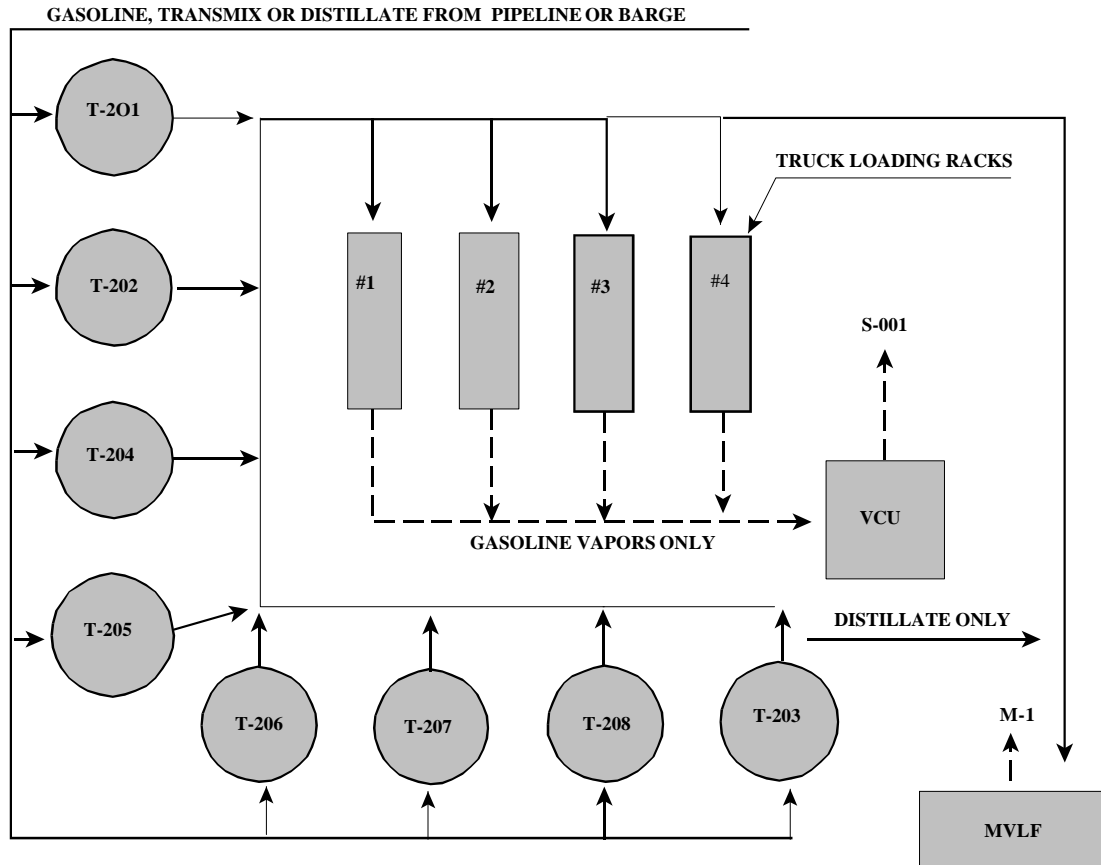 GASOLINE, TRANSMIX OR DISTILLATE FROM PIPELINE OR BARGE
T-2O1
TRUCK LOADING RACKS
T-202
#1
#2
#3
#4
S-001
T-204
VCU
GASOLINE VAPORS ONLY
T-205
DISTILLATE ONLY
T-206
T-207
T-208
T-203
M-1
MVLF